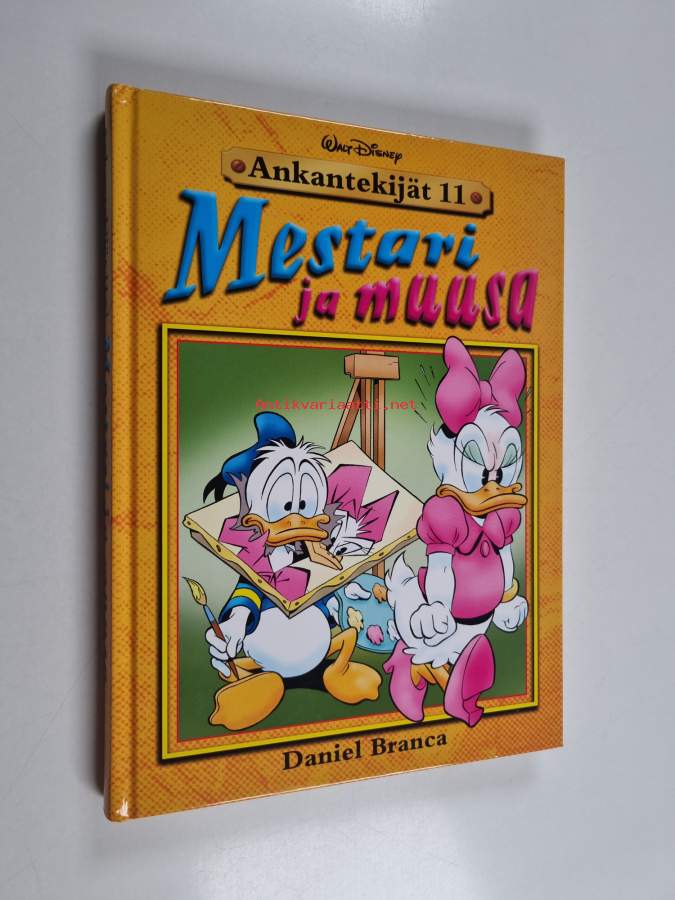 Walt Disney
Ankantekijät 11
Mestari
ja muusa
Antikvariaatti.net
Daniel Branca